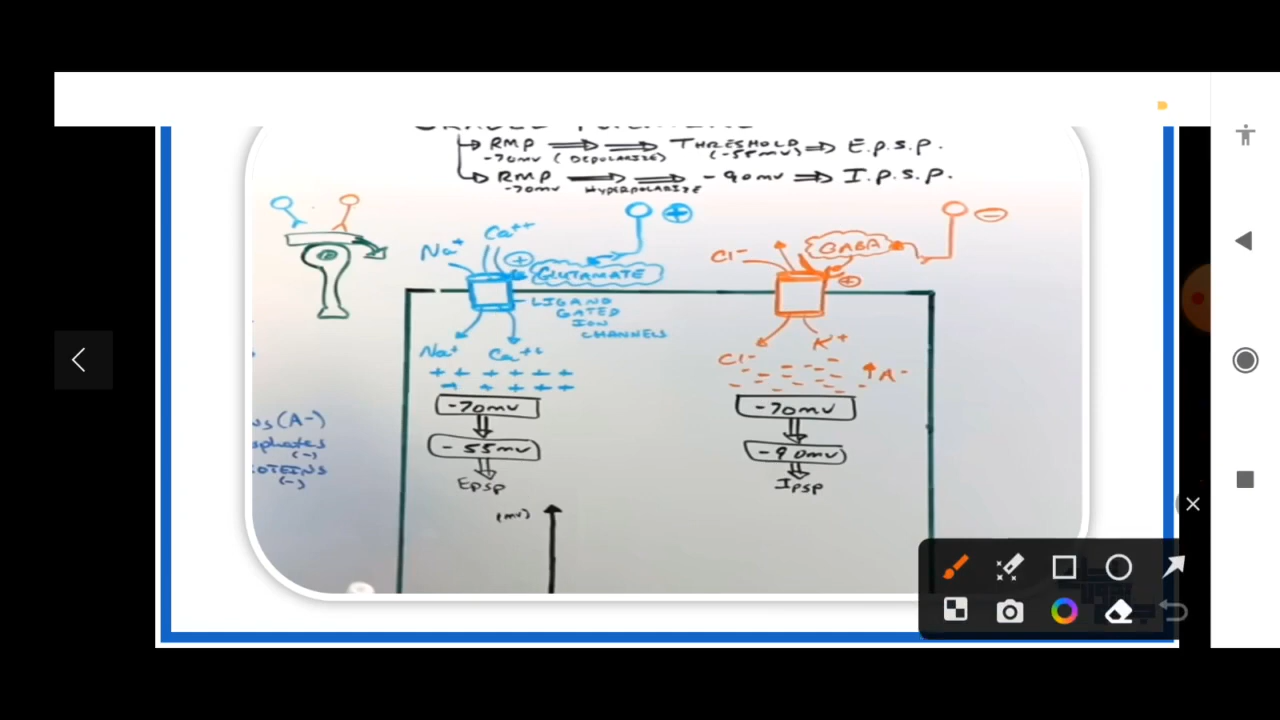 RMP ⇒ ⇒ THRESHOLD ⇒ E.P.S.P.
-70mv (DEPOLARIZE) (-55mv)
RMP ⇒ ⇒ -90mv ⇒ I.P.S.P.
-70mv HYPERPOLARIZE
Na+ Ca++ + GLUTAMATE +
Cl- GABA + -
LIGAND
GATED
ION
CHANNELS
Na+ Ca++
Cl- K+
↑ A-
-70mv
-55mv
EPSP
-70mv
-90mv
IPSP
(A-)
(-)
OTEINS
(-)
(mv)